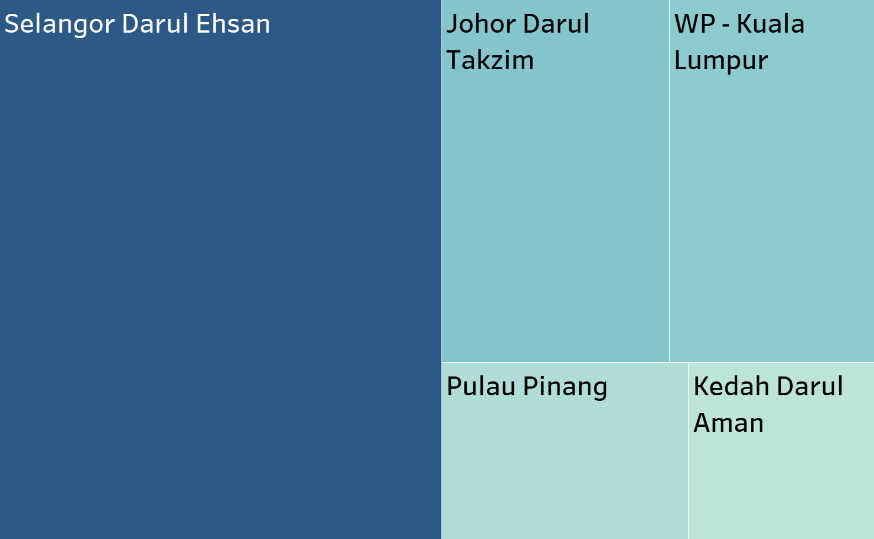 Selangor Darul Ehsan
Johor Darul
Takzim
WP - Kuala
Lumpur
Pulau Pinang
Kedah Darul
Aman